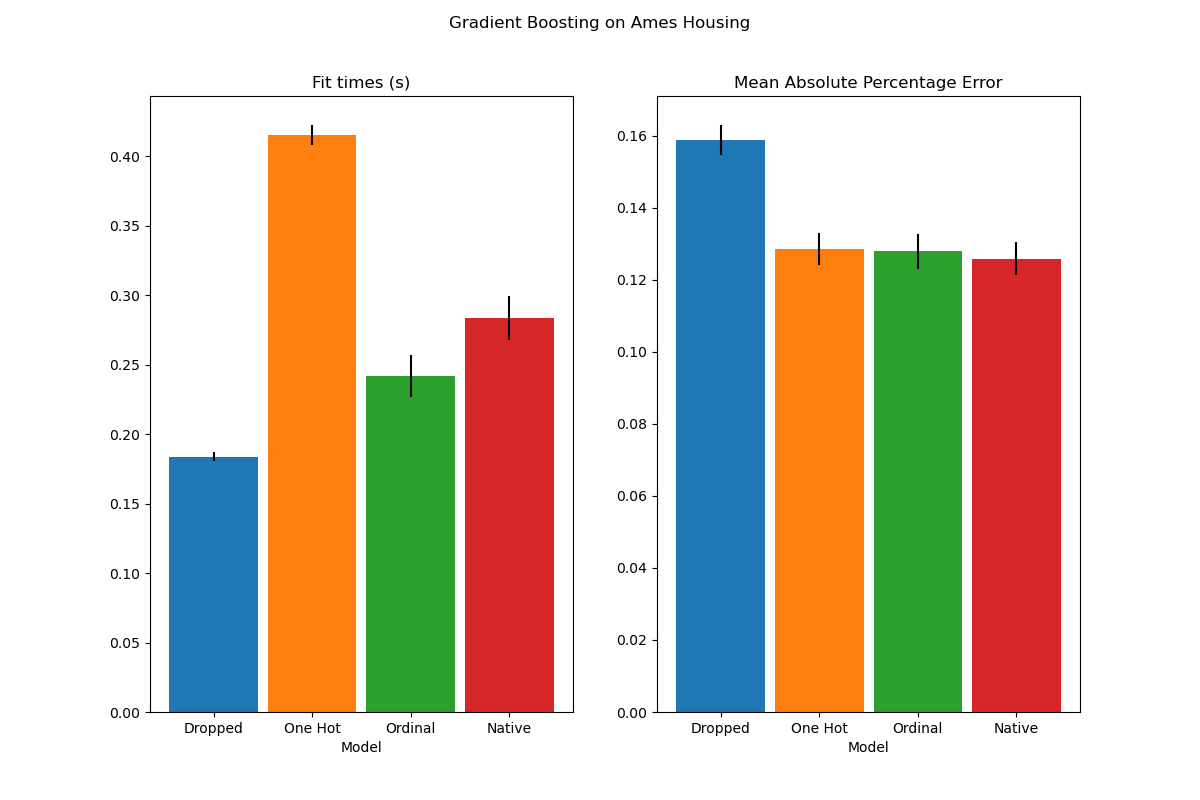 Gradient Boosting on Ames Housing
Fit times (s)
0.40
0.35
0.30
0.25
0.20
0.15
0.10
0.05
0.00
Dropped One Hot Ordinal Native
Model
Mean Absolute Percentage Error
0.16
0.14
0.12
0.10
0.08
0.06
0.04
0.02
0.00
Dropped One Hot Ordinal Native
Model